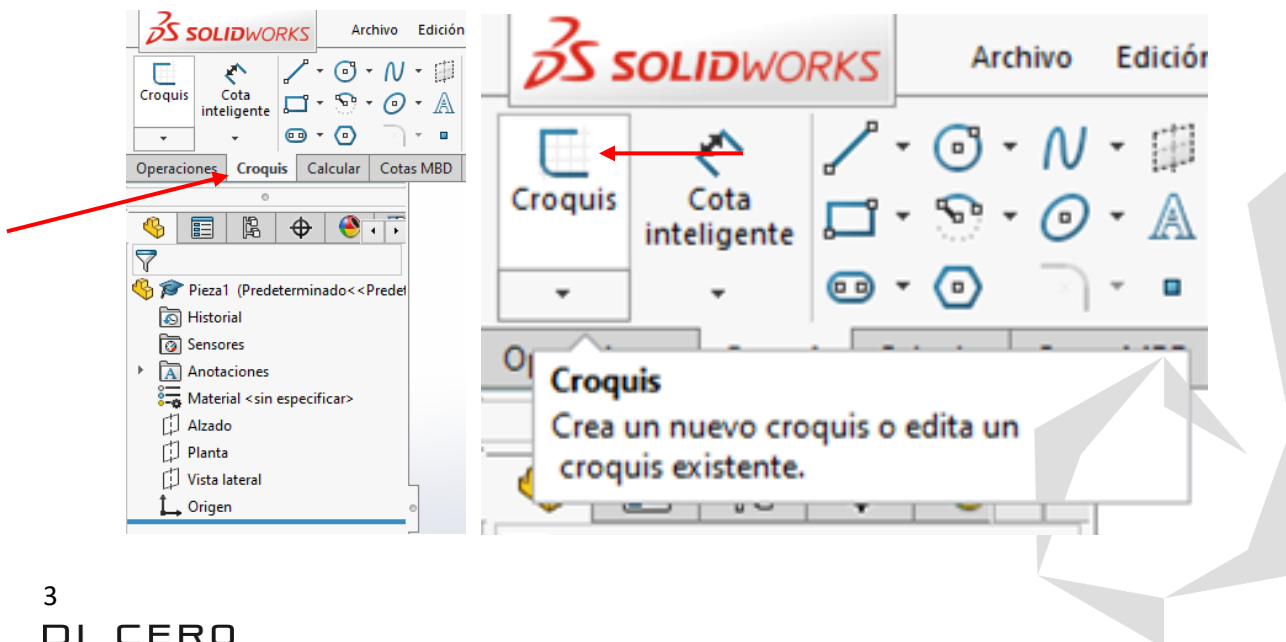 SOLIDWORKS Archivo Edición
Croquis
Cota
inteligente
Operaciones Croquis Calcular Cotas MBD
Pieza1 (Predeterminado<<Predet
Historial
Sensores
Anotaciones
Material <sin especificar>
Alzado
Planta
Vista lateral
Origen
SOLIDWORKS Archivo Edición
Croquis
Cota
inteligente
Croquis
Crea un nuevo croquis o edita un
croquis existente.
3